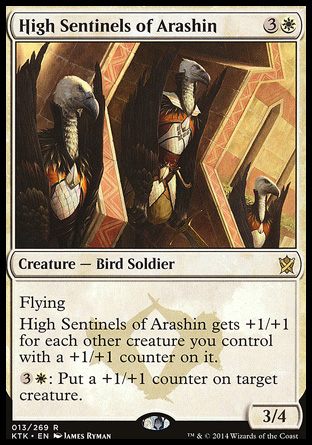 High Sentinels of Arashin 3
Creature — Bird Soldier
Flying
High Sentinels of Arashin gets +1/+1
for each other creature you control
with a +1/+1 counter on it.
3 : Put a +1/+1 counter on target
creature.
3/4
013/269 R
KTK • EN JAMES RYMAN
™ & © 2014 Wizards of the Coast